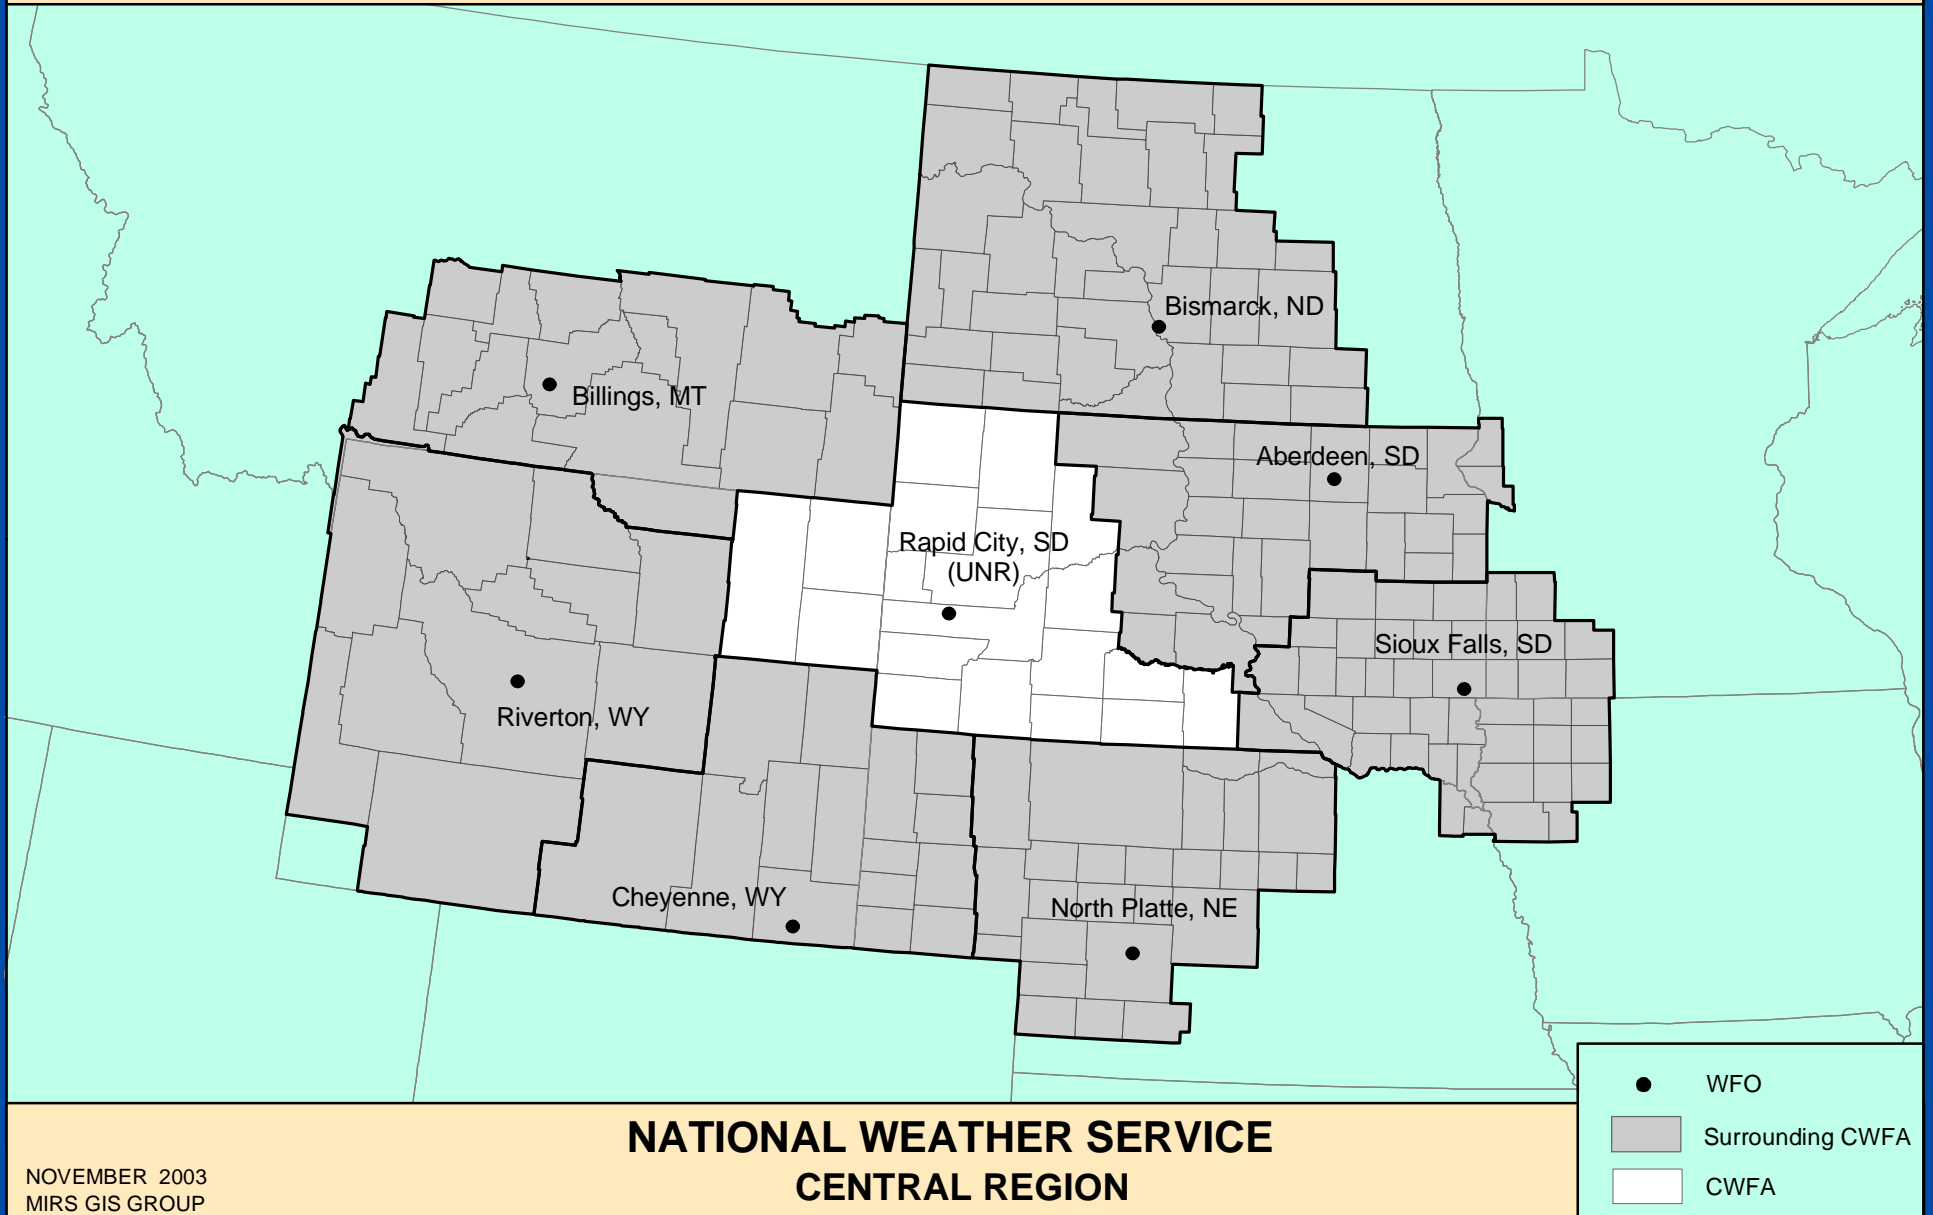 Bismarck, ND
Billings, MT
Aberdeen, SD
Rapid City, SD
(UNR)
Sioux Falls, SD
Riverton, WY
Cheyenne, WY
North Platte, NE
WFO
Surrounding CWFA
CWFA
NATIONAL WEATHER SERVICE
CENTRAL REGION
NOVEMBER 2003
MIRS GIS GROUP